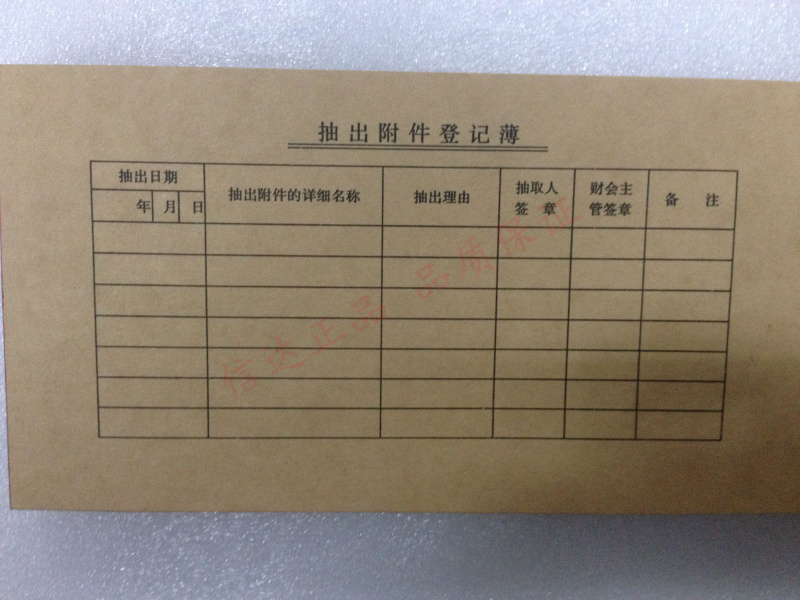 抽出附件登记薄
抽出日期
年 月 日
抽出附件的详细名称
抽出理由
抽取人
签 章
财会主
管签章
备 注
信达正品 品质保证